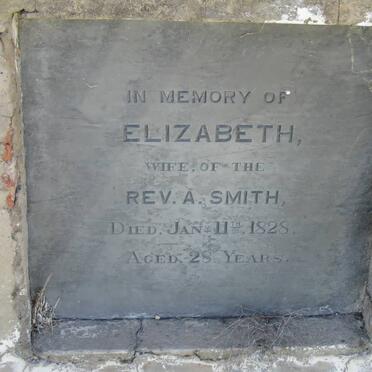 IN MEMORY OF
ELIZABETH,
WIFE OF THE
REV. A. SMITH,
DIED JAN. 11TH 1828.
AGED 28 YEARS.